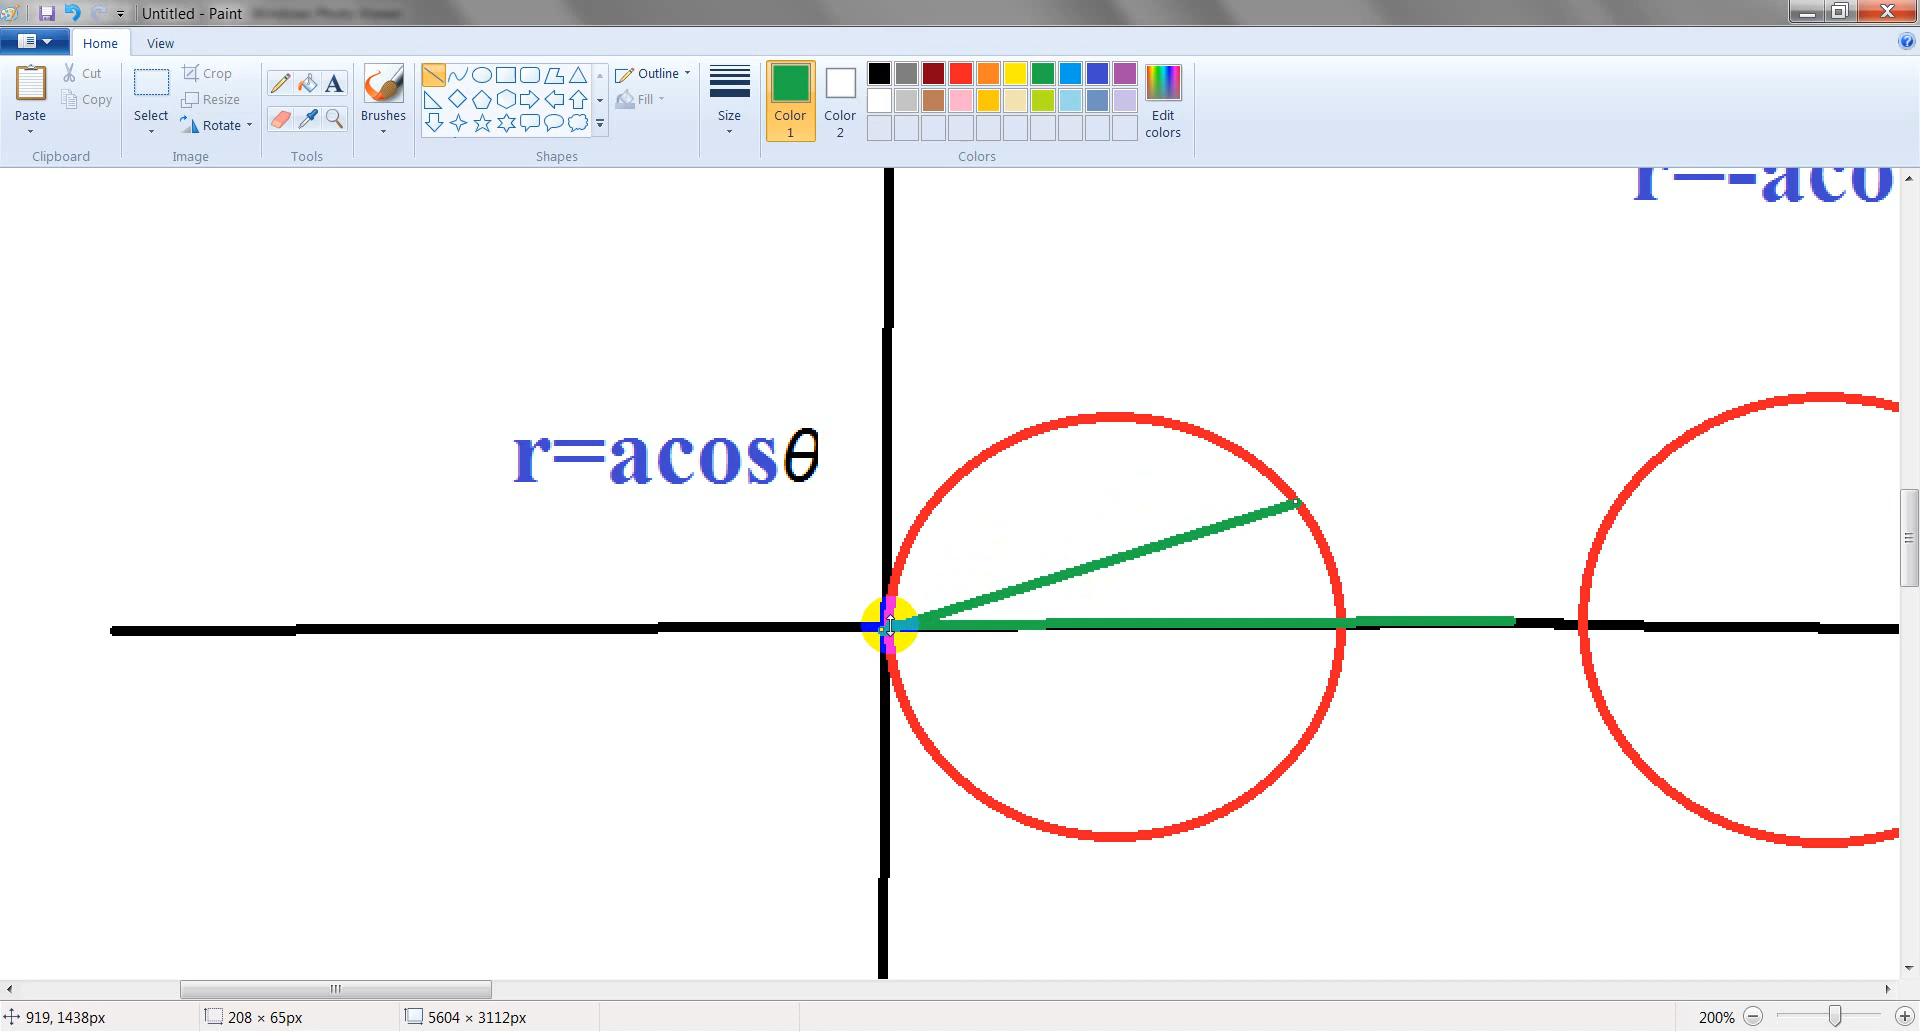 Untitled - Paint
Home
View
Paste
Cut
Copy
Clipboard
Select
Crop
Resize
Rotate
Image
Tools
A
Brushes
Shapes
Outline
Fill
Size
Color 1
Color 2
Edit colors
Colors
r=-aco
r=acosθ
919, 1438px
208 × 65px
5604 × 3112px
200%